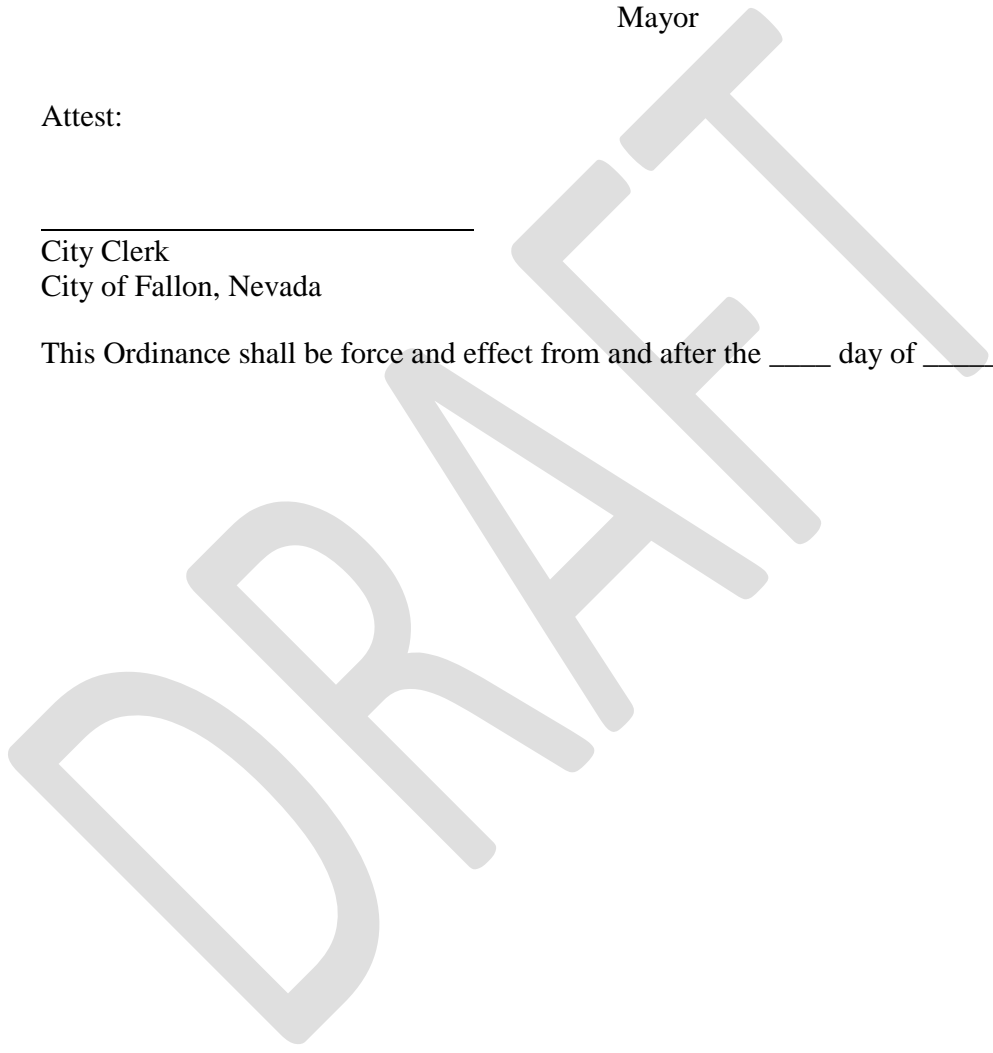 Mayor
Attest:
City Clerk
City of Fallon, Nevada
This Ordinance shall be force and effect from and after the ____ day of _____
DRAFT